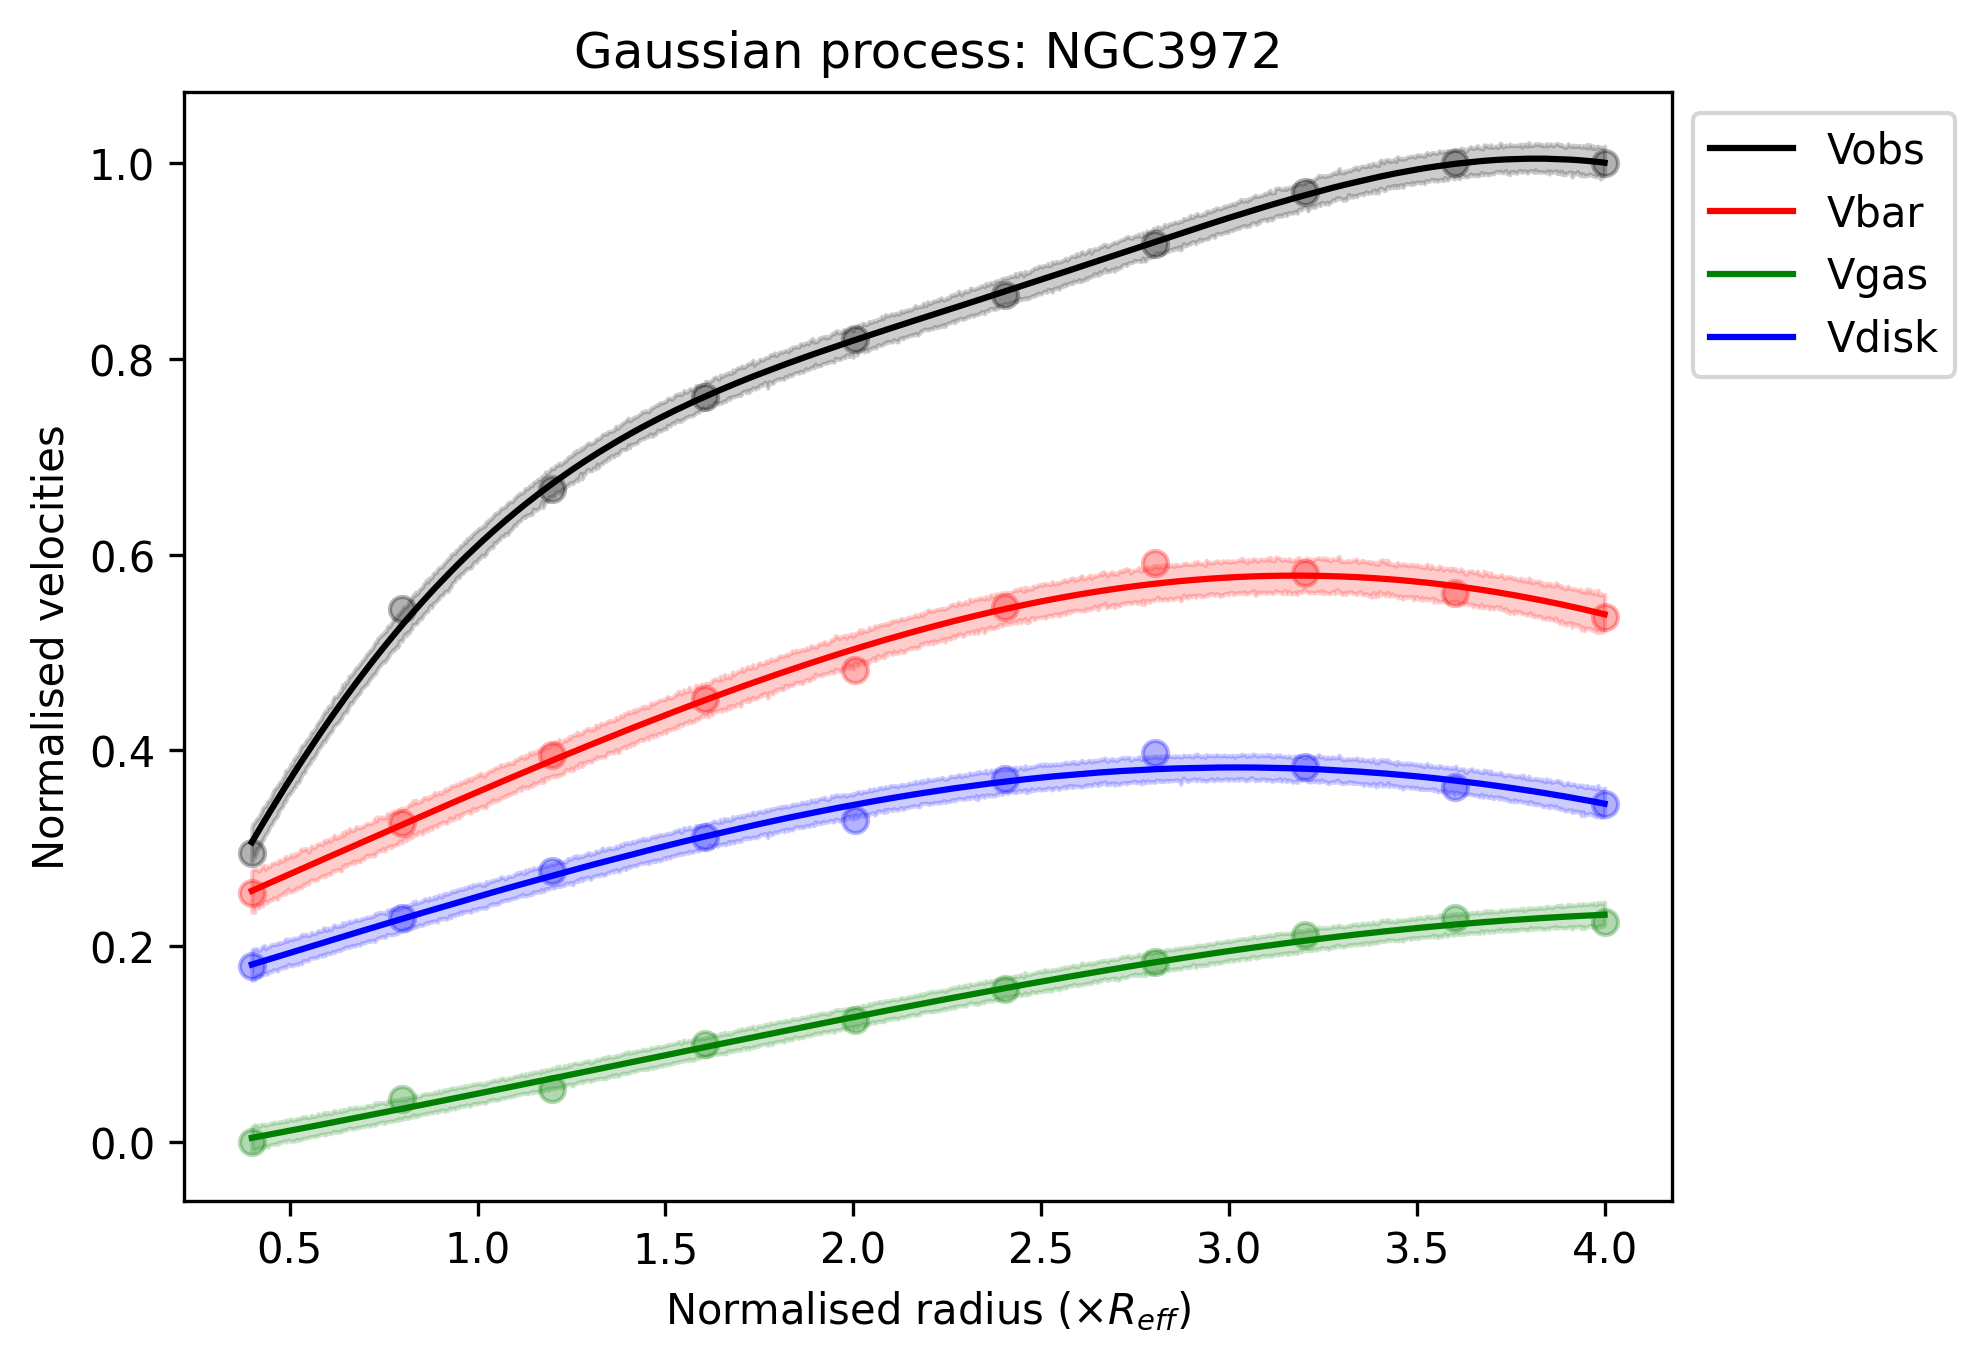 Gaussian process: NGC3972
Vobs
Vbar
Vgas
Vdisk
Normalised velocities
1.0
0.8
0.6
0.4
0.2
0.0
0.5 1.0 1.5 2.0 2.5 3.0 3.5 4.0
Normalised radius (×R_eff)